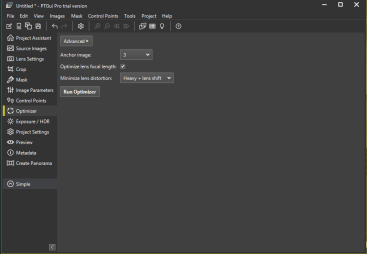 Untitled * - PTGui Pro trial version
File Edit View Images Mask Control Points Tools Project Help
Project Assistant
Source Images
Lens Settings
Crop
Mask
Image Parameters
Control Points
Optimizer
Exposure / HDR
Project Settings
Preview
Metadata
Create Panorama
Simple
Advanced
Anchor image: 3
Optimize lens focal length:
Minimize lens distortion: Heavy + lens shift
Run Optimizer